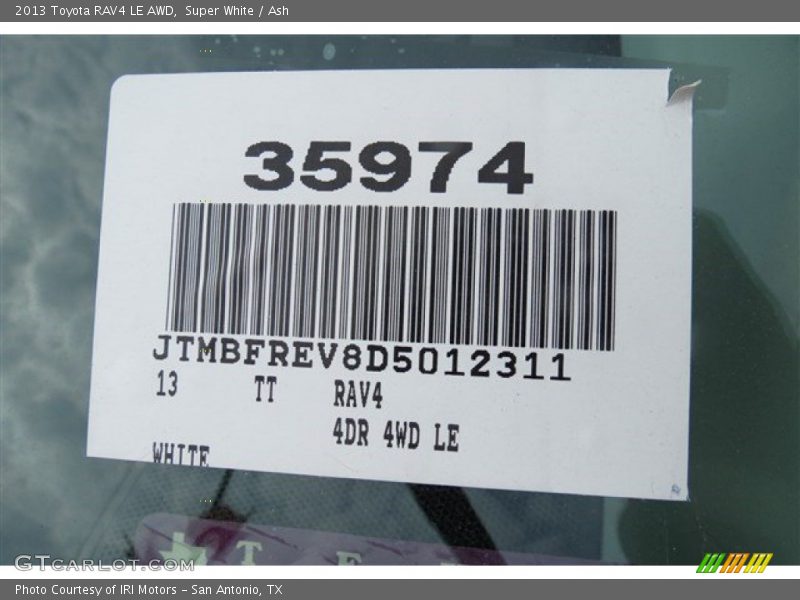 2013 Toyota RAV4 LE AWD,  Super White / Ash
35974
JTMBFREV8D5012311
13 TT RAV4
4DR 4WD LE
WHITE
T E
GTCARLOT.COM
Photo Courtesy of IRI Motors - San Antonio, TX